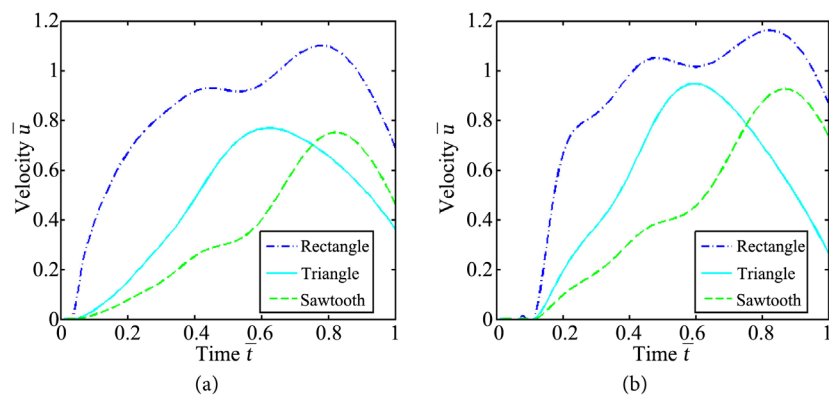 1.2
1
0.8
0.6
0.4
0.2
0
Velocity u̅
Rectangle
Triangle
Sawtooth
0 0.2 0.4 0.6 0.8 1
Time t̅
(a)
1.2
1
0.8
0.6
0.4
0.2
0
Velocity u̅
Rectangle
Triangle
Sawtooth
0.2 0.4 0.6 0.8 1
Time t̅
(b)